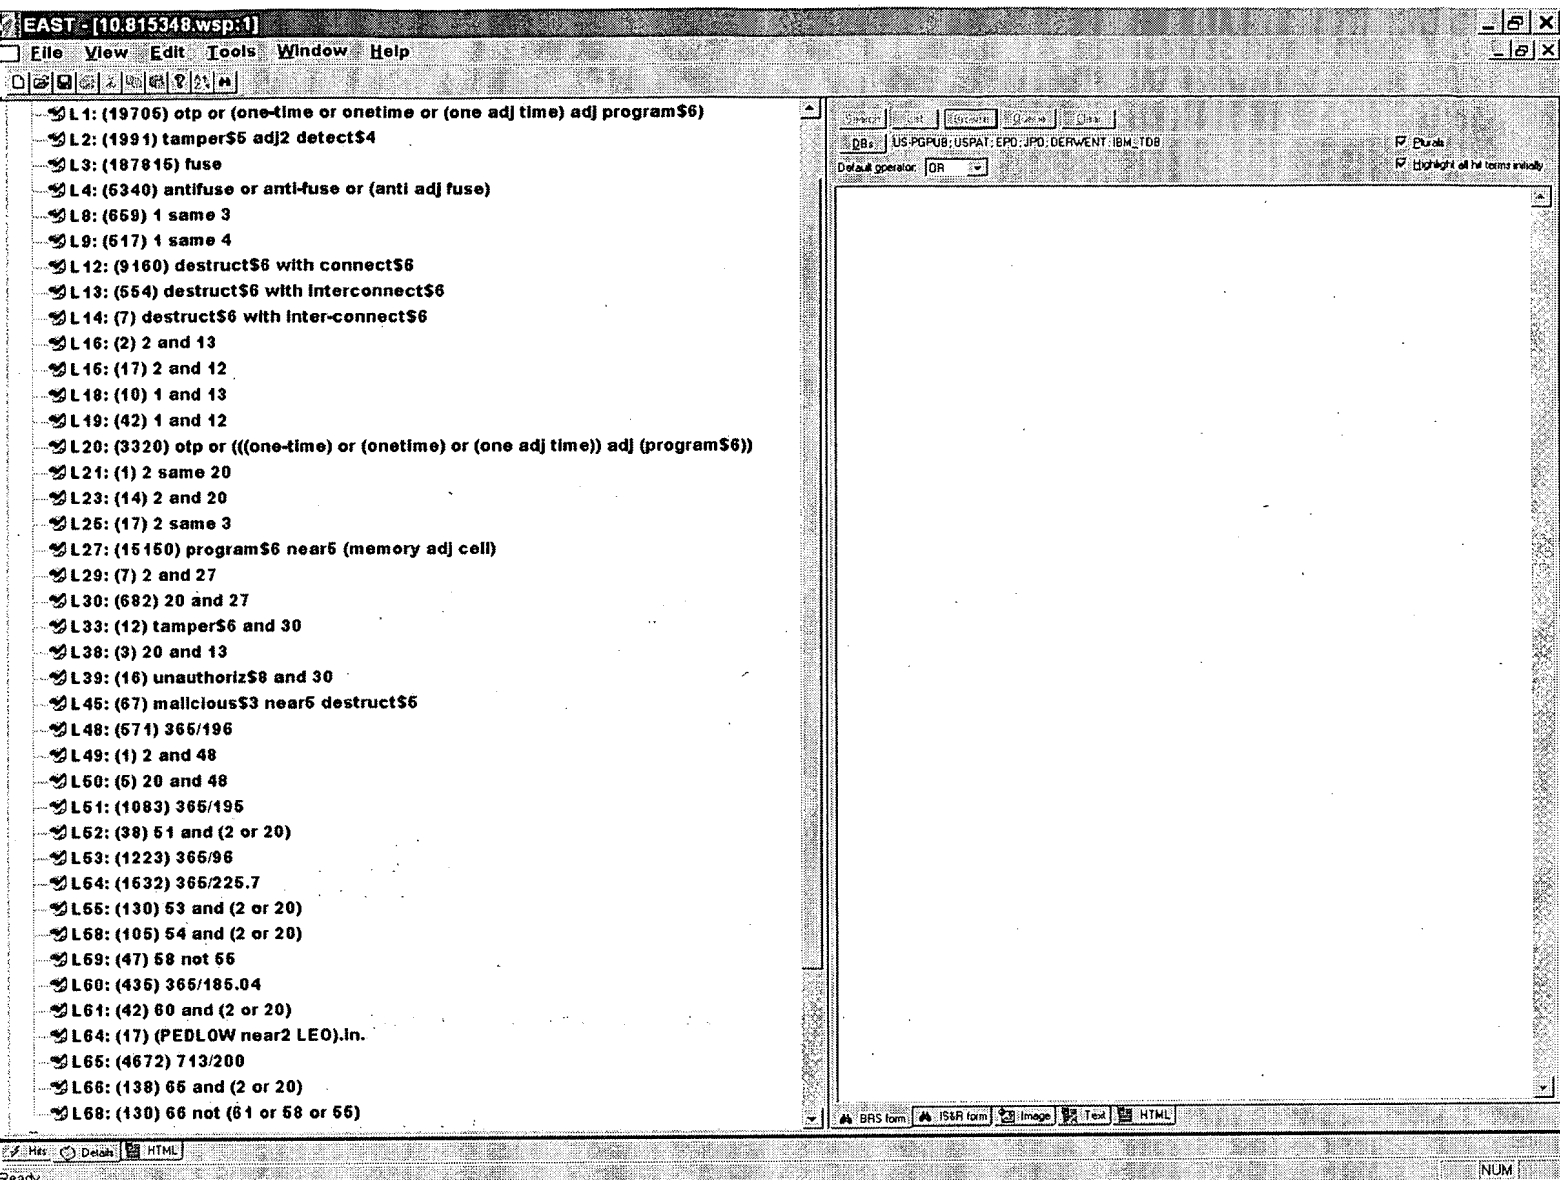 EAST - [10.815348.wsp:1]
File View Edit Tools Window Help
L1: (19705) otp or (one-time or onetime or (one adj time) adj program$6)
L2: (1991) tamper$5 adj2 detect$4
L3: (187815) fuse
L4: (5340) antifuse or anti-fuse or (anti adj fuse)
L8: (659) 1 same 3
L9: (517) 1 same 4
L12: (9160) destruct$6 with connect$6
L13: (554) destruct$6 with interconnect$6
L14: (7) destruct$6 with inter-connect$6
L16: (2) 2 and 13
L15: (17) 2 and 12
L18: (10) 1 and 13
L19: (42) 1 and 12
L20: (3320) otp or (((one-time) or (onetime) or (one adj time)) adj (program$6))
L21: (1) 2 same 20
L23: (14) 2 and 20
L25: (17) 2 same 3
L27: (15150) program$6 near5 (memory adj cell)
L29: (7) 2 and 27
L30: (682) 20 and 27
L33: (12) tamper$6 and 30
L38: (3) 20 and 13
L39: (16) unauthoriz$8 and 30
L45: (67) malicious$3 near5 destruct$5
L48: (571) 365/196
L49: (1) 2 and 48
L50: (5) 20 and 48
L51: (1083) 365/195
L52: (38) 51 and (2 or 20)
L53: (1223) 365/96
L54: (1532) 365/225.7
L55: (130) 53 and (2 or 20)
L58: (105) 54 and (2 or 20)
L59: (47) 58 not 55
L60: (435) 365/185.04
L61: (42) 60 and (2 or 20)
L64: (17) (PEDLOW near2 LEO).in.
L65: (4672) 713/200
L66: (138) 65 and (2 or 20)
L68: (130) 66 not (61 or 58 or 55)
Search List Browse Queue Clear
DBs US-PGPUB; USPAT; EPO; JPO; DERWENT; IBM_TDB
Plurals
Default operator: OR
Highlight all hit terms initially
BRS form IS&R form Image Text HTML
Hits Details HTML
Ready
NUM